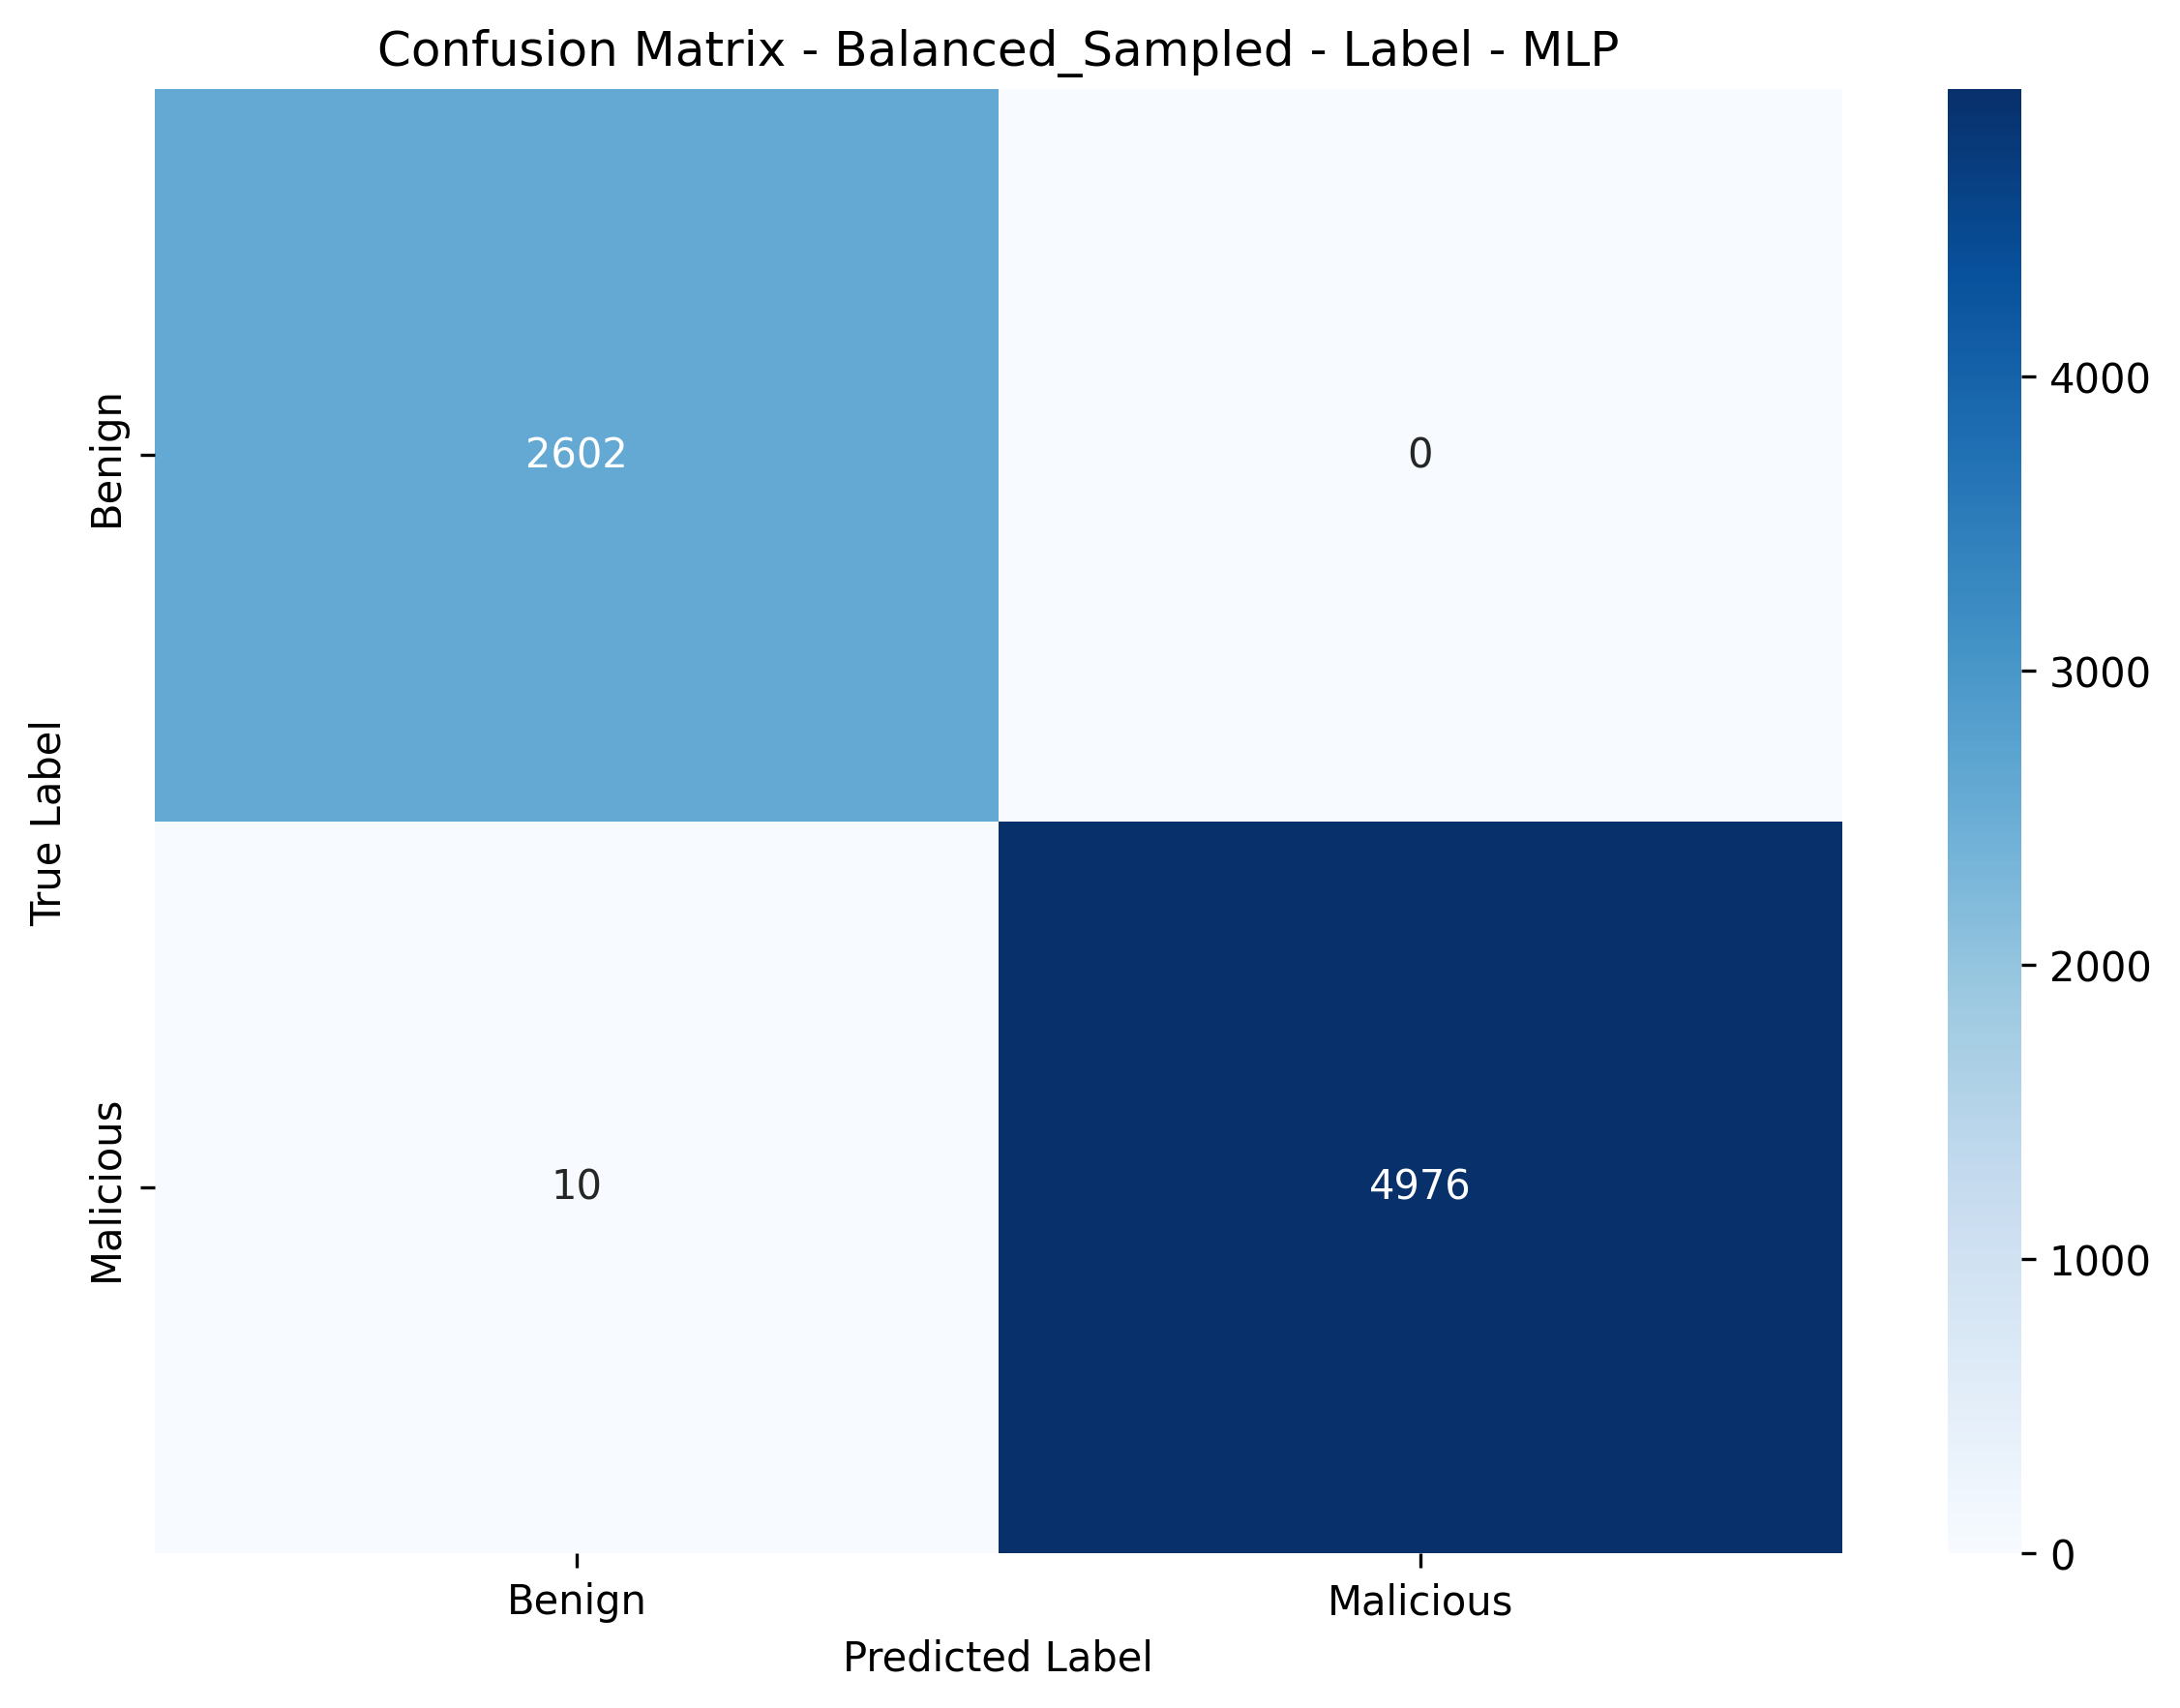 Confusion Matrix - Balanced_Sampled - Label - MLP
True Label
Benign
2602
0
Malicious
10
4976
Benign
Malicious
Predicted Label
4000
3000
2000
1000
0